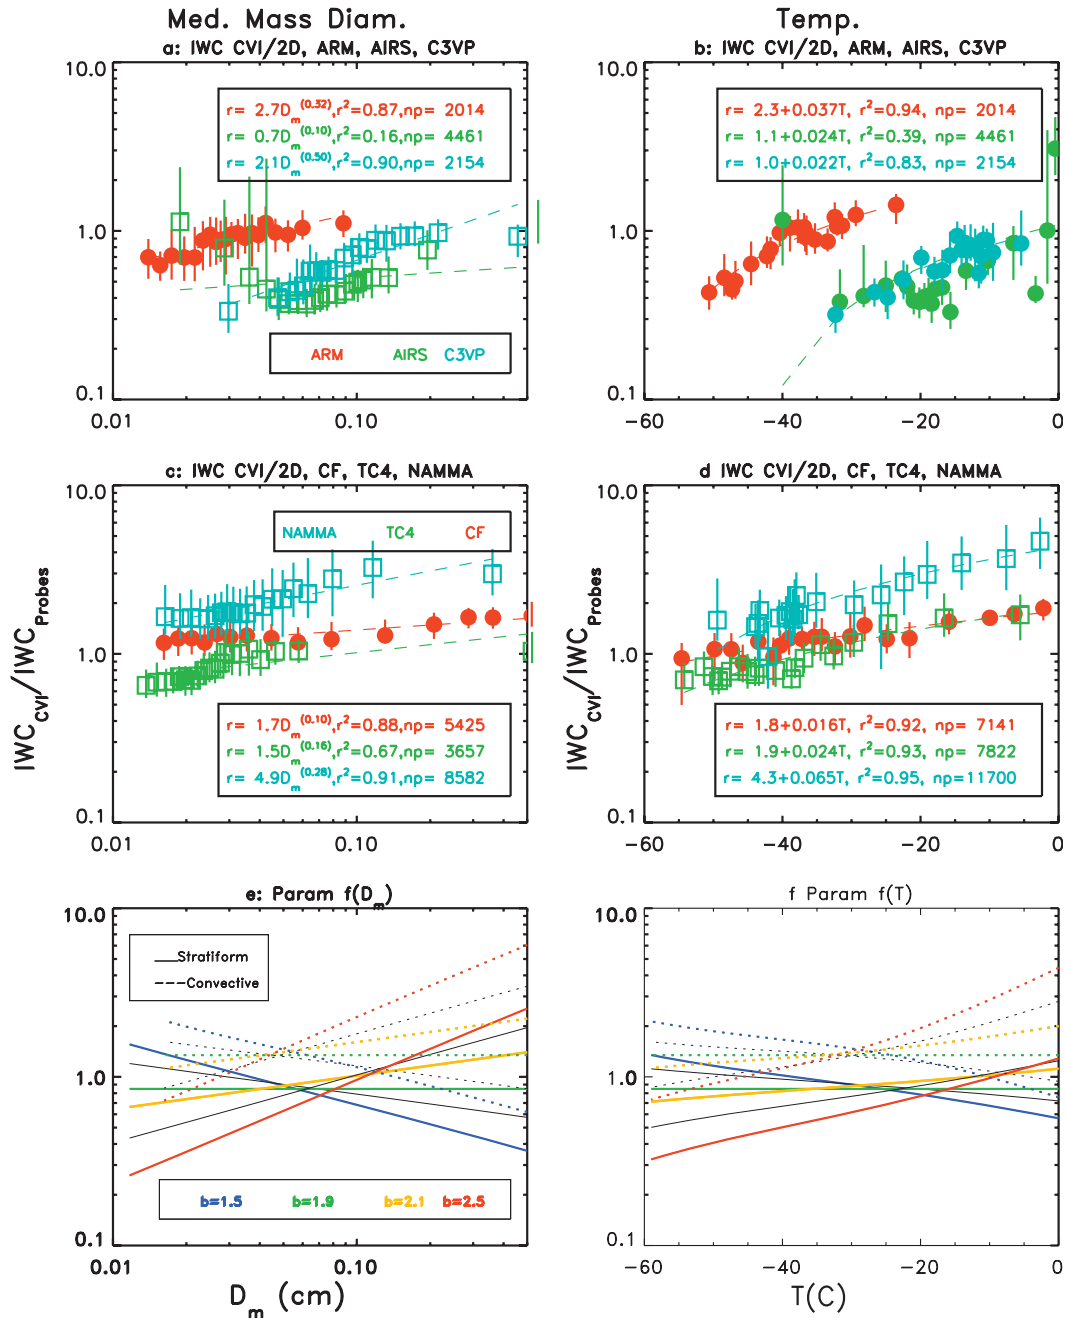 Med. Mass Diam.
Temp.
a: IWC CVI/2D, ARM, AIRS, C3VP
b: IWC CVI/2D, ARM, AIRS, C3VP
10.0
r= 2.7D_m^(0.32), r²=0.87, np= 2014
r= 0.7D_m^(0.10), r²=0.16, np= 4461
r= 2.1D_m^(0.50), r²=0.90, np= 2154
1.0
ARM AIRS C3VP
0.1
0.01 0.10
10.0
r= 2.3+0.037T, r²=0.94, np= 2014
r= 1.1+0.024T, r²=0.39, np= 4461
r= 1.0+0.022T, r²=0.83, np= 2154
1.0
0.1
−60 −40 −20 0
c: IWC CVI/2D, CF, TC4, NAMMA
d IWC CVI/2D, CF, TC4, NAMMA
IWC_CVI/IWC_Probes
10.0
NAMMA TC4 CF
1.0
r= 1.7D_m^(0.10), r²=0.88, np= 5425
r= 1.5D_m^(0.16), r²=0.67, np= 3657
r= 4.9D_m^(0.28), r²=0.91, np= 8582
0.1
0.01 0.10
IWC_CVI/IWC_Probes
10.0
1.0
r= 1.8+0.016T, r²=0.92, np= 7141
r= 1.9+0.024T, r²=0.93, np= 7822
r= 4.3+0.065T, r²=0.95, np=11700
0.1
−60 −40 −20 0
e: Param f(D_m)
f Param f(T)
10.0
Stratiform
Convective
1.0
b=1.5 b=1.9 b=2.1 b=2.5
0.1
0.01 0.10
D_m (cm)
10.0
1.0
0.1
−60 −40 −20 0
T(C)